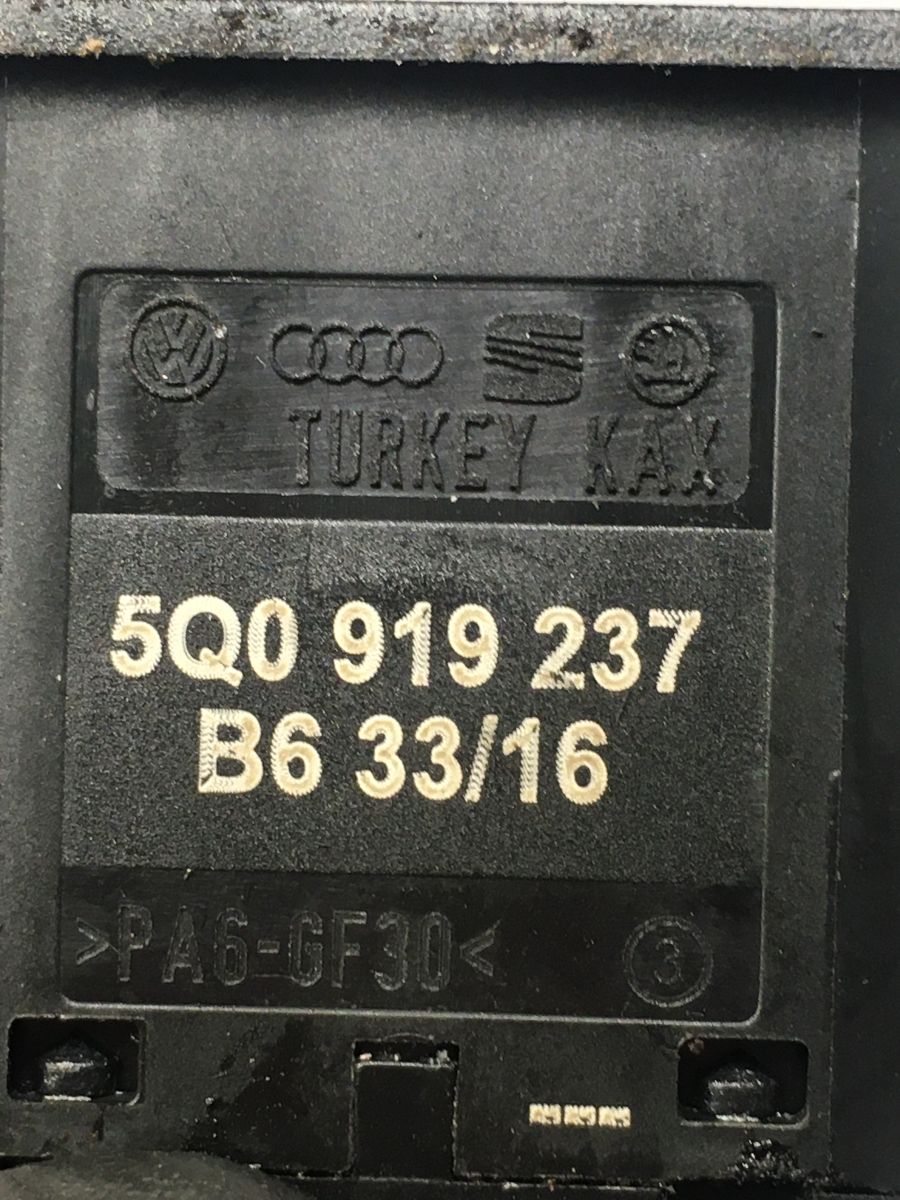 TURKEY KAX
5Q0 919 237
B6 33/16
>PA6-GF30<
3